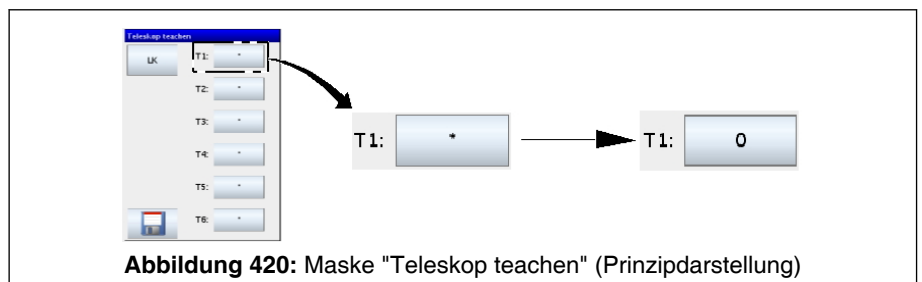 Teleskop teachen
LK T1: *
T2: *
T3: *
T4: *
T5: *
T6: *
T1: * T1: 0
Abbildung 420: Maske "Teleskop teachen" (Prinzipdarstellung)